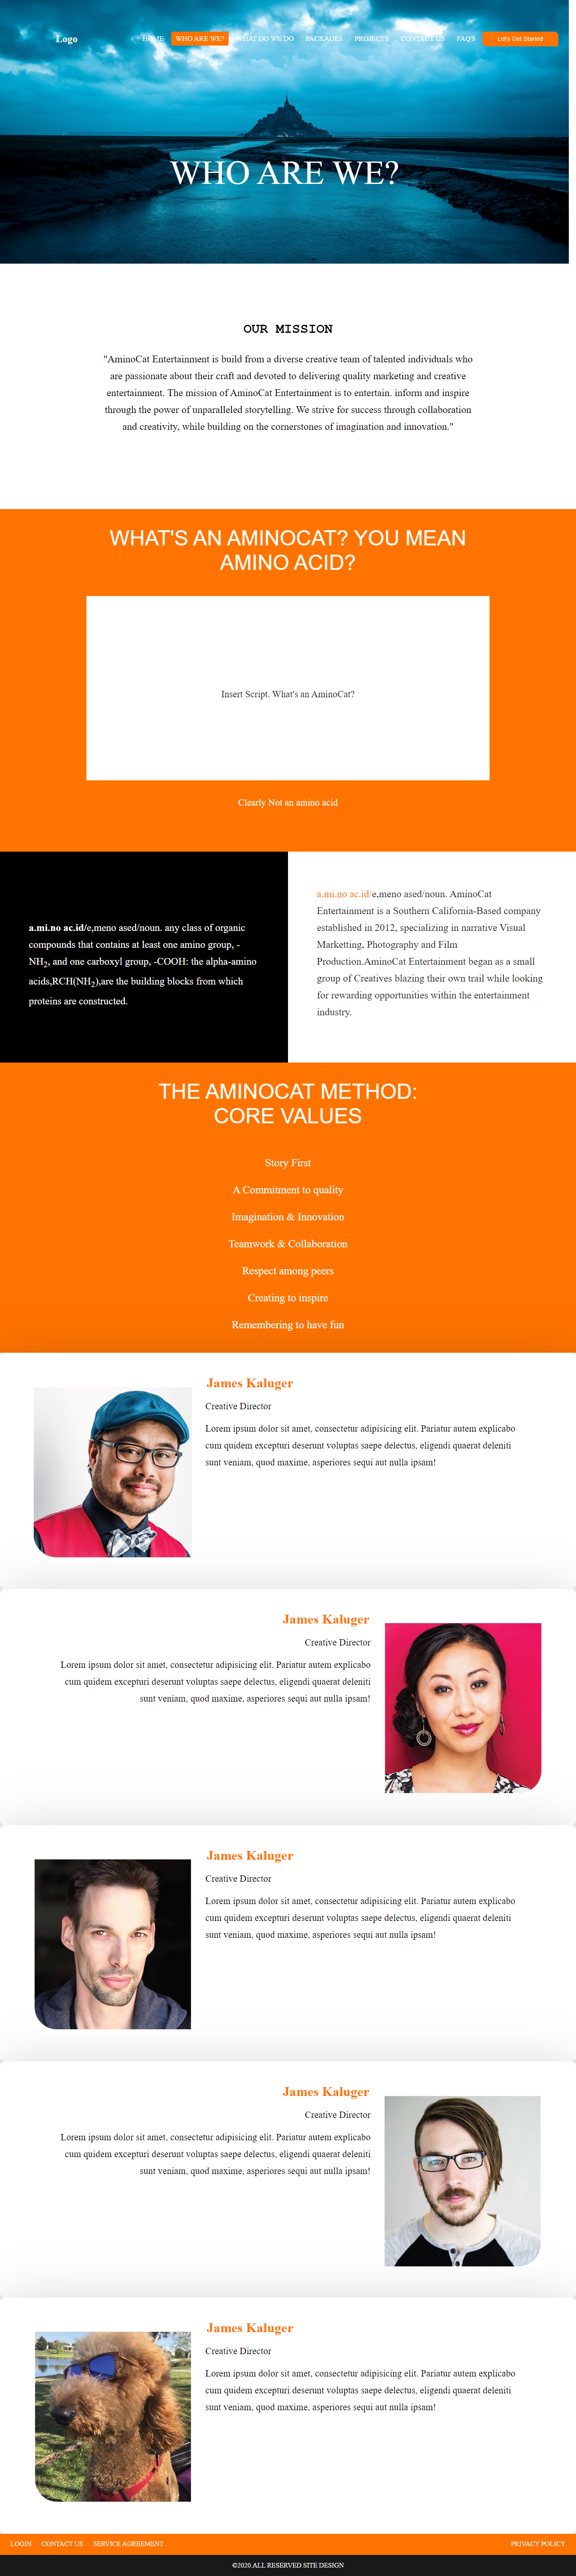 Logo HOME WHO ARE WE? WHAT DO WE DO PACKAGES PROJECTS CONTACT US FAQ'S Let's Get Started
WHO ARE WE?
OUR MISSION
"AminoCat Entertainment is build from a diverse creative team of talented individuals who
are passionate about their craft and devoted to delivering quality marketing and creative
entertainment. The mission of AminoCat Entertainment is to entertain. inform and inspire
through the power of unparalleled storytelling. We strive for success through collaboration
and creativity, while building on the cornerstones of imagination and innovation."
WHAT'S AN AMINOCAT? YOU MEAN
AMINO ACID?
Insert Script. What's an AminoCat?
Clearly Not an amino acid
a.mi.no ac.id/e,meno ased/noun. any class of organic
compounds that contains at least one amino group, -
NH2, and one carboxyl group, -COOH: the alpha-amino
acids,RCH(NH2),are the building blocks from which
proteins are constructed.
a.mi.no ac.id/e,meno ased/noun. AminoCat
Entertainment is a Southern California-Based company
established in 2012, specializing in narrative Visual
Marketting, Photography and Film
Production.AminoCat Entertainment began as a small
group of Creatives blazing their own trail while looking
for rewarding opportunities within the entertainment
industry.
THE AMINOCAT METHOD:
CORE VALUES
Story First
A Commitment to quality
Imagination & Innovation
Teamwork & Collaboration
Respect among peers
Creating to inspire
Remembering to have fun
James Kaluger
Creative Director
Lorem ipsum dolor sit amet, consectetur adipisicing elit. Pariatur autem explicabo
cum quidem excepturi deserunt voluptas saepe delectus, eligendi quaerat deleniti
sunt veniam, quod maxime, asperiores sequi aut nulla ipsam!
James Kaluger
Creative Director
Lorem ipsum dolor sit amet, consectetur adipisicing elit. Pariatur autem explicabo
cum quidem excepturi deserunt voluptas saepe delectus, eligendi quaerat deleniti
sunt veniam, quod maxime, asperiores sequi aut nulla ipsam!
James Kaluger
Creative Director
Lorem ipsum dolor sit amet, consectetur adipisicing elit. Pariatur autem explicabo
cum quidem excepturi deserunt voluptas saepe delectus, eligendi quaerat deleniti
sunt veniam, quod maxime, asperiores sequi aut nulla ipsam!
James Kaluger
Creative Director
Lorem ipsum dolor sit amet, consectetur adipisicing elit. Pariatur autem explicabo
cum quidem excepturi deserunt voluptas saepe delectus, eligendi quaerat deleniti
sunt veniam, quod maxime, asperiores sequi aut nulla ipsam!
James Kaluger
Creative Director
Lorem ipsum dolor sit amet, consectetur adipisicing elit. Pariatur autem explicabo
cum quidem excepturi deserunt voluptas saepe delectus, eligendi quaerat deleniti
sunt veniam, quod maxime, asperiores sequi aut nulla ipsam!
LOGIN CONTACT US SERVICE AGREEMENT PRIVACY POLICY
©2020.ALL RESERVED.SITE DESIGN